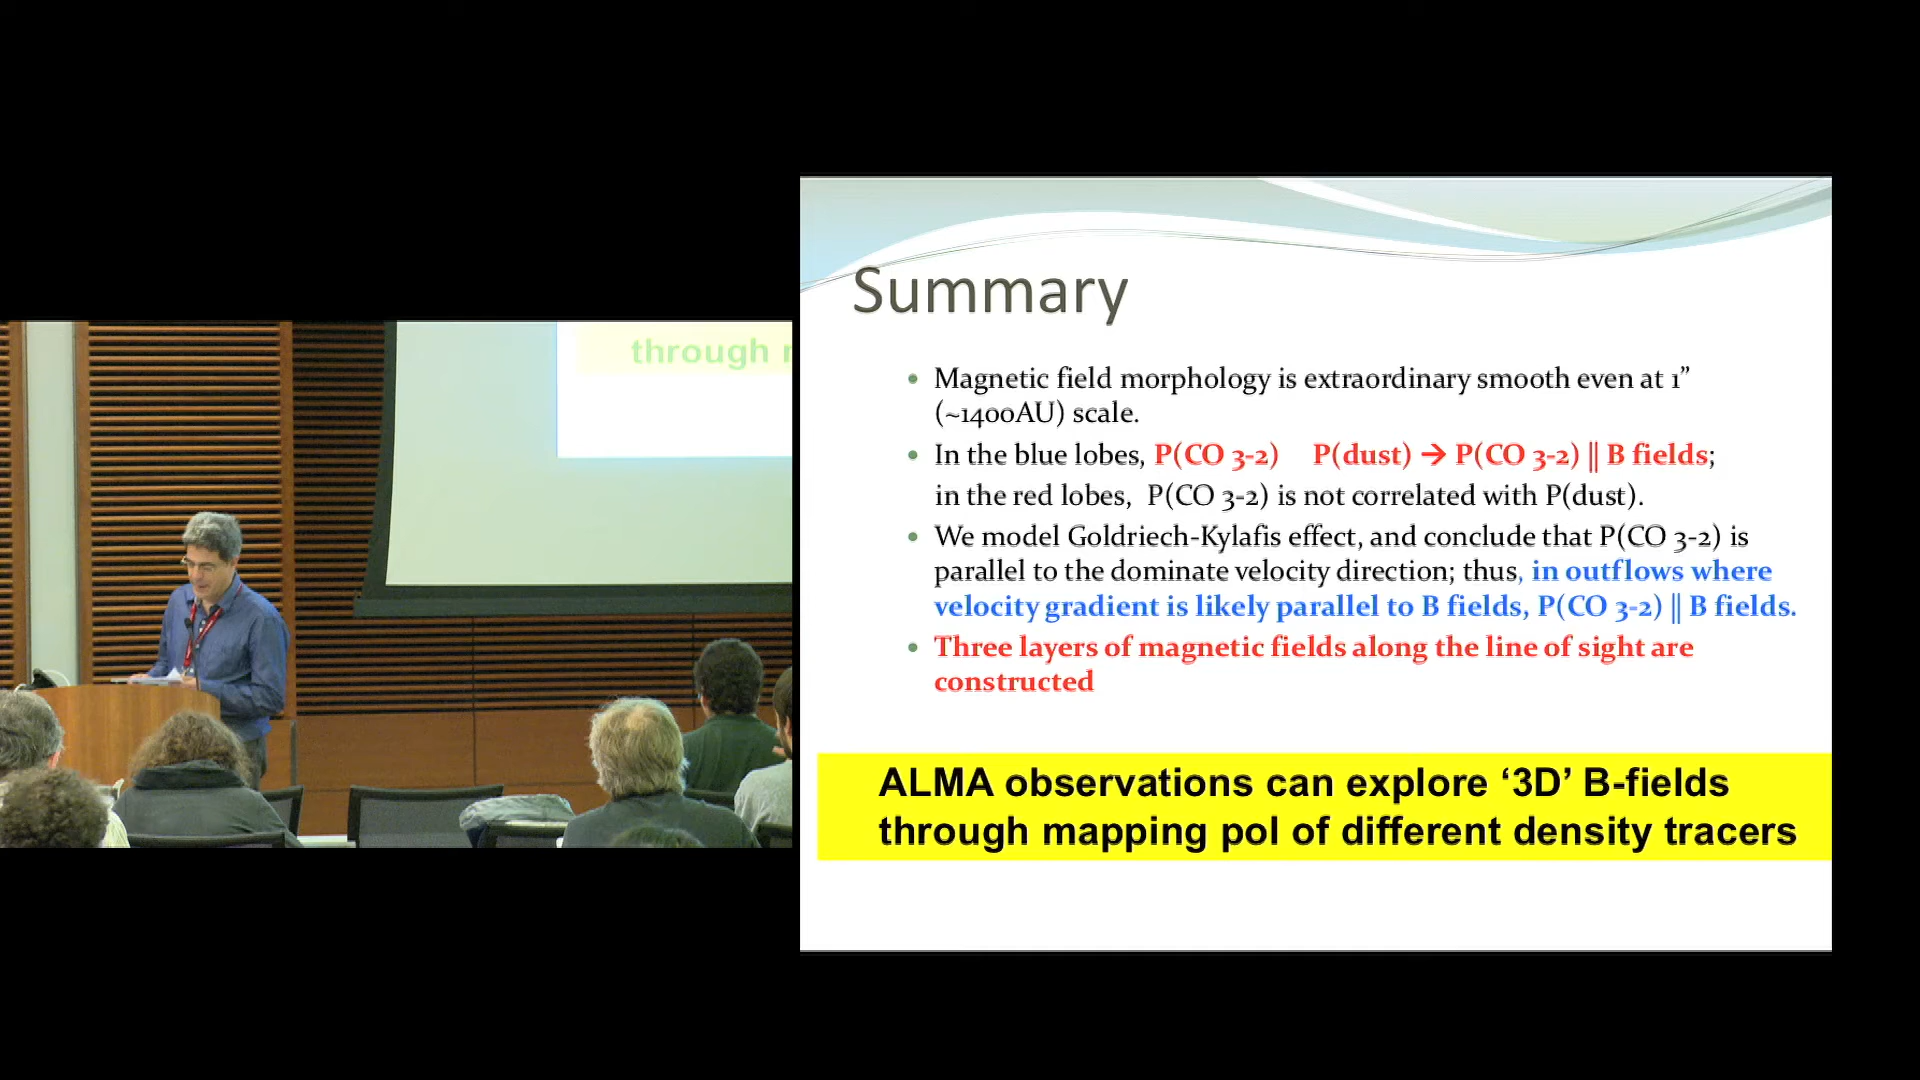 through
Summary
• Magnetic field morphology is extraordinary smooth even at 1”
(~1400AU) scale.
• In the blue lobes, P(CO 3-2) P(dust) → P(CO 3-2) || B fields;
in the red lobes, P(CO 3-2) is not correlated with P(dust).
• We model Goldriech-Kylafis effect, and conclude that P(CO 3-2) is
parallel to the dominate velocity direction; thus, in outflows where
velocity gradient is likely parallel to B fields, P(CO 3-2) || B fields.
• Three layers of magnetic fields along the line of sight are
constructed
ALMA observations can explore ‘3D’ B-fields
through mapping pol of different density tracers